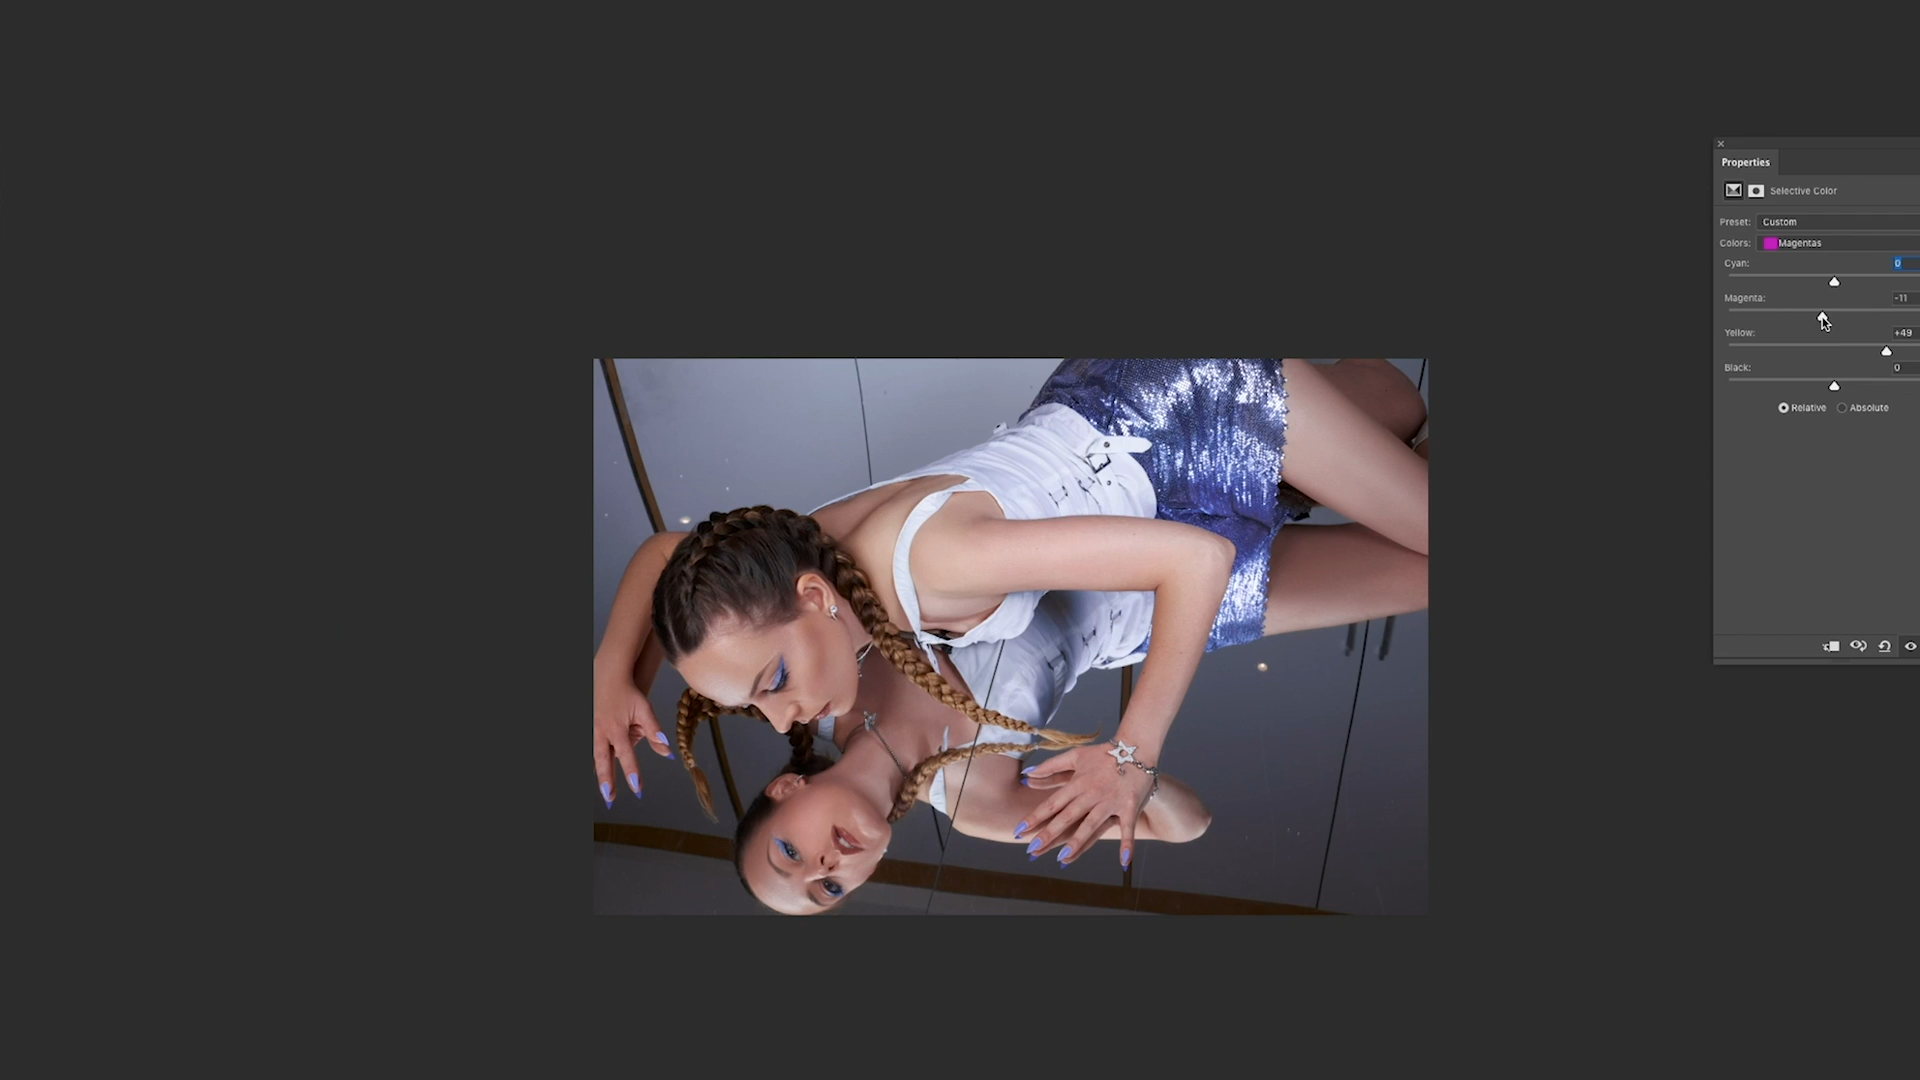 Properties
Selective Color
Preset: Custom
Colors: Magentas
Cyan: 0
Magenta: -11
Yellow: +49
Black: 0
Relative Absolute